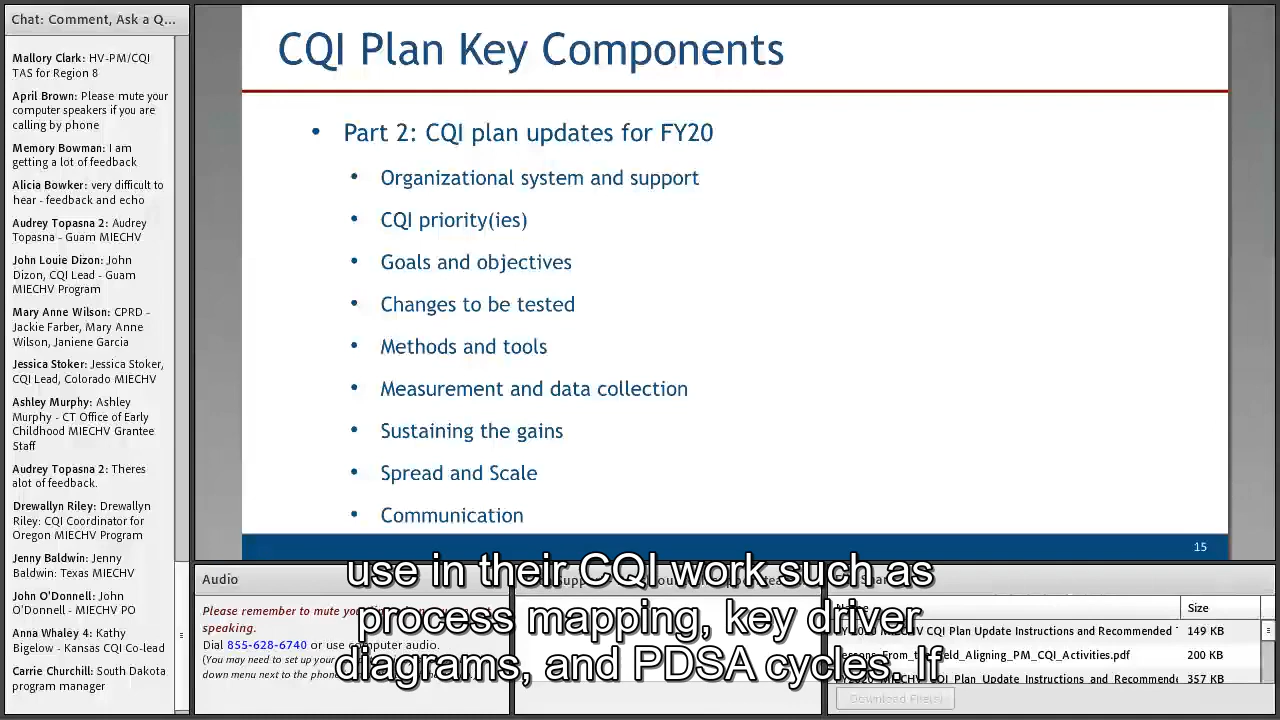 Chat: Comment, Ask a Q...
Mallory Clark: HV-PM/CQI
TAS for Region 8
April Brown: Please mute your
computer speakers if you are
calling by phone
Memory Bowman: I am
getting a lot of feedback
Alicia Bowker: very difficult to
hear - feedback and echo
Audrey Topasna 2: Audrey
Topasna - Guam MIECHV
John Louie Dizon: John
Dizon, CQI Lead - Guam
MIECHV Program
Mary Anne Wilson: CPRD -
Jackie Farber, Mary Anne
Wilson, Janiene Garcia
Jessica Stoker: Jessica Stoker,
CQI Lead, Colorado MIECHV
Ashley Murphy: Ashley
Murphy - CT Office of Early
Childhood MIECHV Grantee
Staff
Audrey Topasna 2: Theres
alot of feedback.
Drewallyn Riley: Drewallyn
Riley: CQI Coordinator for
Oregon MIECHV Program
Jenny Baldwin: Jenny
Baldwin: Texas MIECHV
John O'Donnell: John
O'Donnell - MIECHV PO
Anna Whaley 4: Kathy
Bigelow - Kansas CQI Co-lead
Carrie Churchill: South Dakota
program manager
CQI Plan Key Components
• Part 2: CQI plan updates for FY20
• Organizational system and support
• CQI priority(ies)
• Goals and objectives
• Changes to be tested
• Methods and tools
• Measurement and data collection
• Sustaining the gains
• Spread and Scale
• Communication
15
Audio
Please remember to mute
speaking.
Dial 855-628-6740 or use computer audio.
(You may need to set up your
down menu next to the phon
Size
CQI Plan Update Instructions and Recommended 149 KB
Aligning_PM_CQI_Activities.pdf 200 KB
MIECHV CQI Plan Update Instructions and Recommende 357 KB
Download File(s)
use in their CQI work such as
process mapping, key driver
diagrams, and PDSA cycles. If